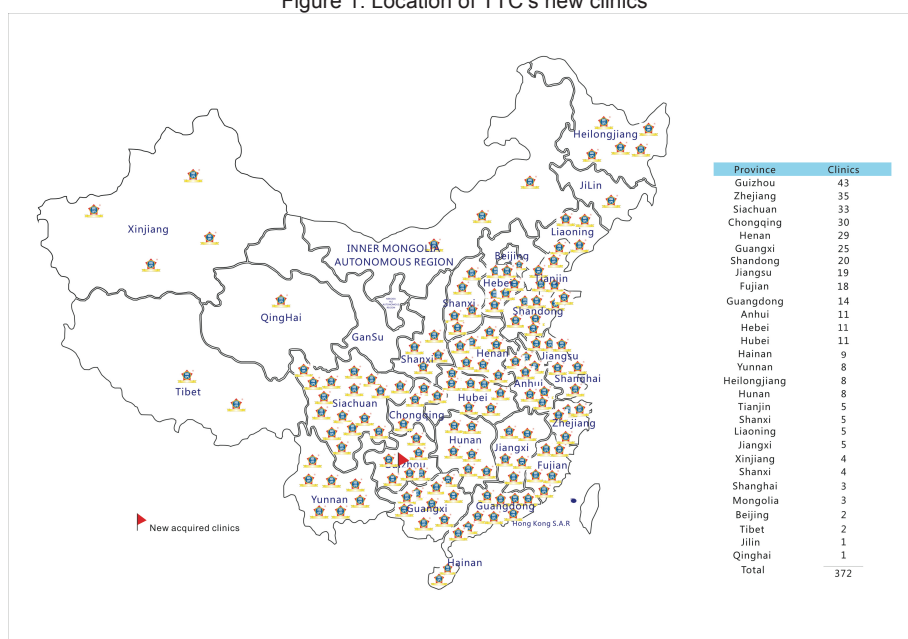 Figure 1: Location of TTC's new clinics
Heilongjiang
JiLin
Liaoning
Xinjiang
INNER MONGOLIA
AUTONOMOUS REGION
Beijing
Tianjin
Hebei
Shanxi
Shandong
QingHai
GanSu
Shanxi
Henan
Jiangsu
Shanghai
Anhui
Tibet
Siachuan
Chongqing
Hubei
Zhejiang
Hunan
Jiangxi
Fujian
Yunnan
Guangxi
Guangdong
Hong Kong S.A.R
Hainan
New acquired clinics
Province Clinics
Guizhou 43
Zhejiang 35
Siachuan 33
Chongqing 30
Henan 29
Guangxi 25
Shandong 20
Jiangsu 19
Fujian 18
Guangdong 14
Anhui 11
Hebei 11
Hubei 11
Hainan 9
Yunnan 8
Heilongjiang 8
Hunan 8
Tianjin 5
Shanxi 5
Liaoning 5
Jiangxi 5
Xinjiang 4
Shanxi 4
Shanghai 3
Mongolia 3
Beijing 2
Tibet 2
Jilin 1
Qinghai 1
Total 372